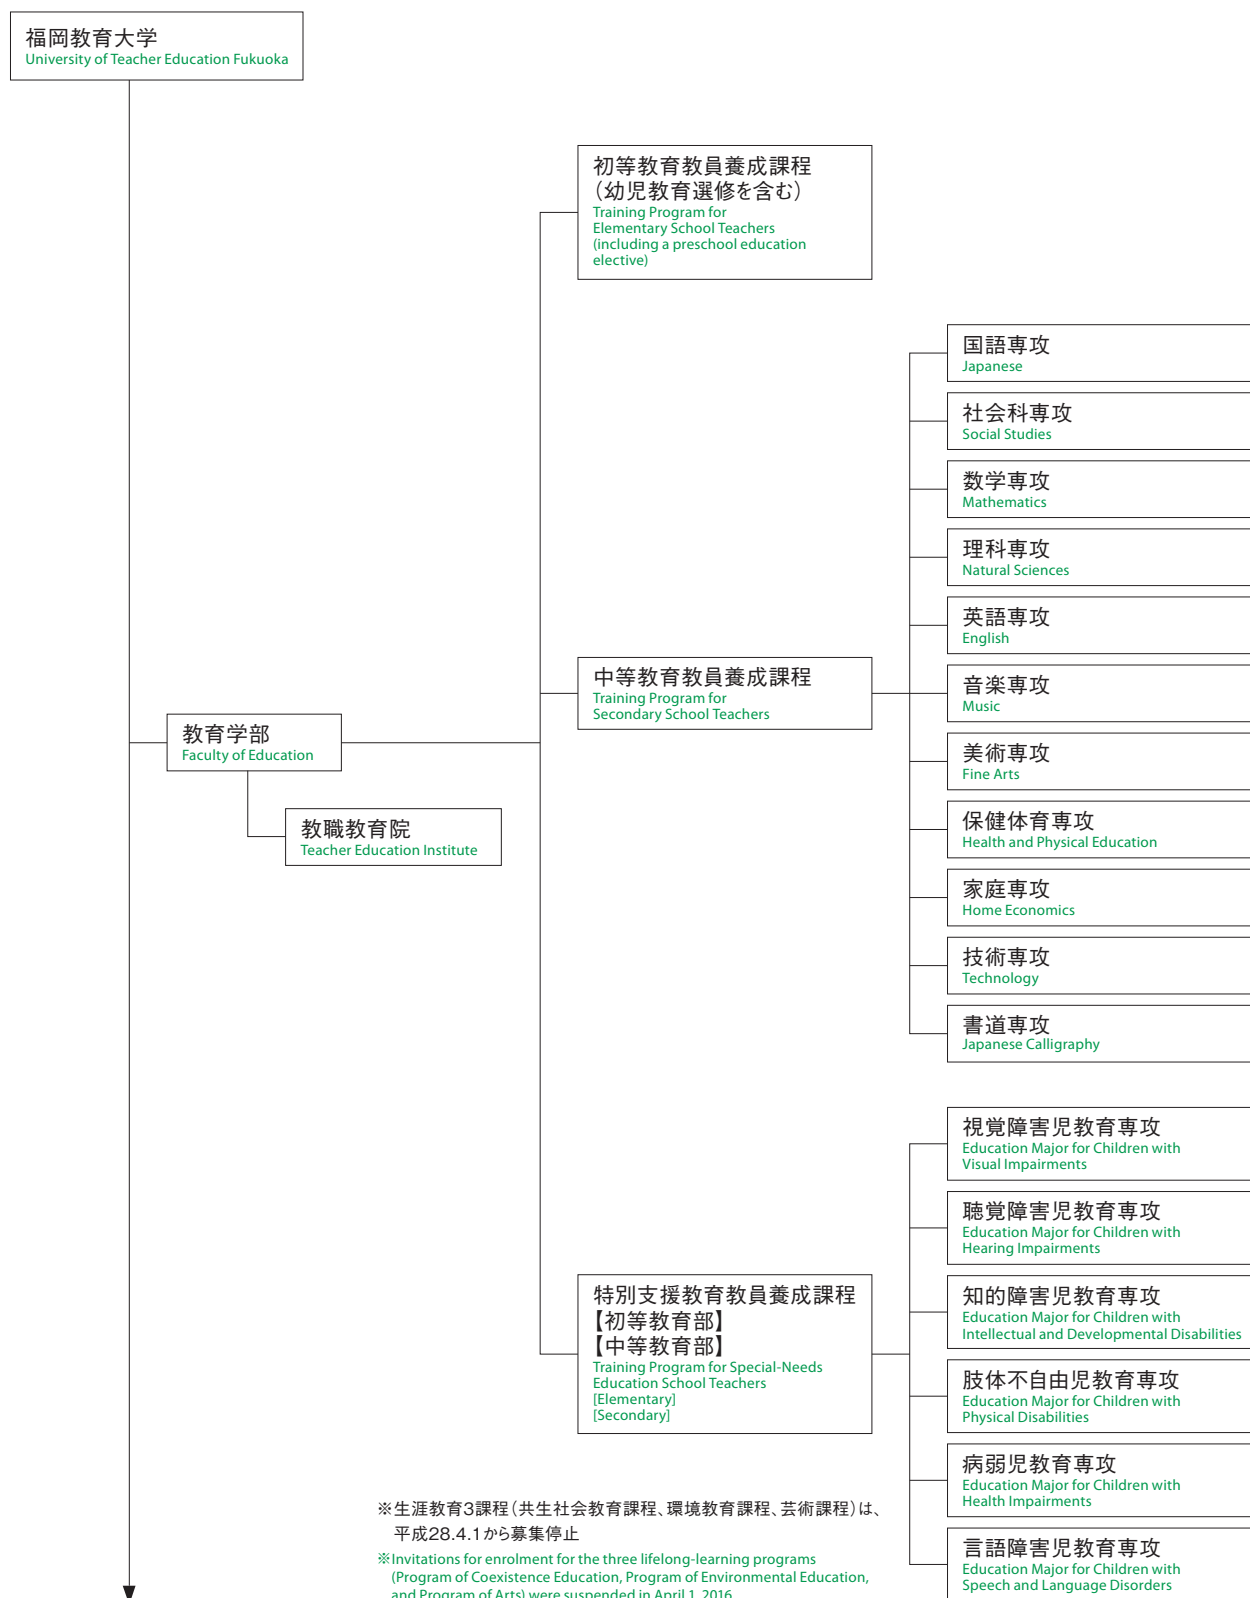 福岡教育大学
University of Teacher Education Fukuoka
初等教育教員養成課程
（幼児教育選修を含む）
Training Program for
Elementary School Teachers
(including a preschool education
elective)
国語専攻
Japanese
社会科専攻
Social Studies
数学専攻
Mathematics
理科専攻
Natural Sciences
英語専攻
English
中等教育教員養成課程
Training Program for
Secondary School Teachers
音楽専攻
Music
教育学部
Faculty of Education
美術専攻
Fine Arts
教職教育院
Teacher Education Institute
保健体育専攻
Health and Physical Education
家庭専攻
Home Economics
技術専攻
Technology
書道専攻
Japanese Calligraphy
視覚障害児教育専攻
Education Major for Children with
Visual Impairments
聴覚障害児教育専攻
Education Major for Children with
Hearing Impairments
特別支援教育教員養成課程
【初等教育部】
【中等教育部】
Training Program for Special-Needs
Education School Teachers
[Elementary]
[Secondary]
知的障害児教育専攻
Education Major for Children with
Intellectual and Developmental Disabilities
肢体不自由児教育専攻
Education Major for Children with
Physical Disabilities
病弱児教育専攻
Education Major for Children with
Health Impairments
言語障害児教育専攻
Education Major for Children with
Speech and Language Disorders
※生涯教育3課程（共生社会教育課程、環境教育課程、芸術課程）は、
平成28.4.1から募集停止
※Invitations for enrolment for the three lifelong-learning programs
(Program of Coexistence Education, Program of Environmental Education,
and Program of Arts) were suspended in April 1, 2016